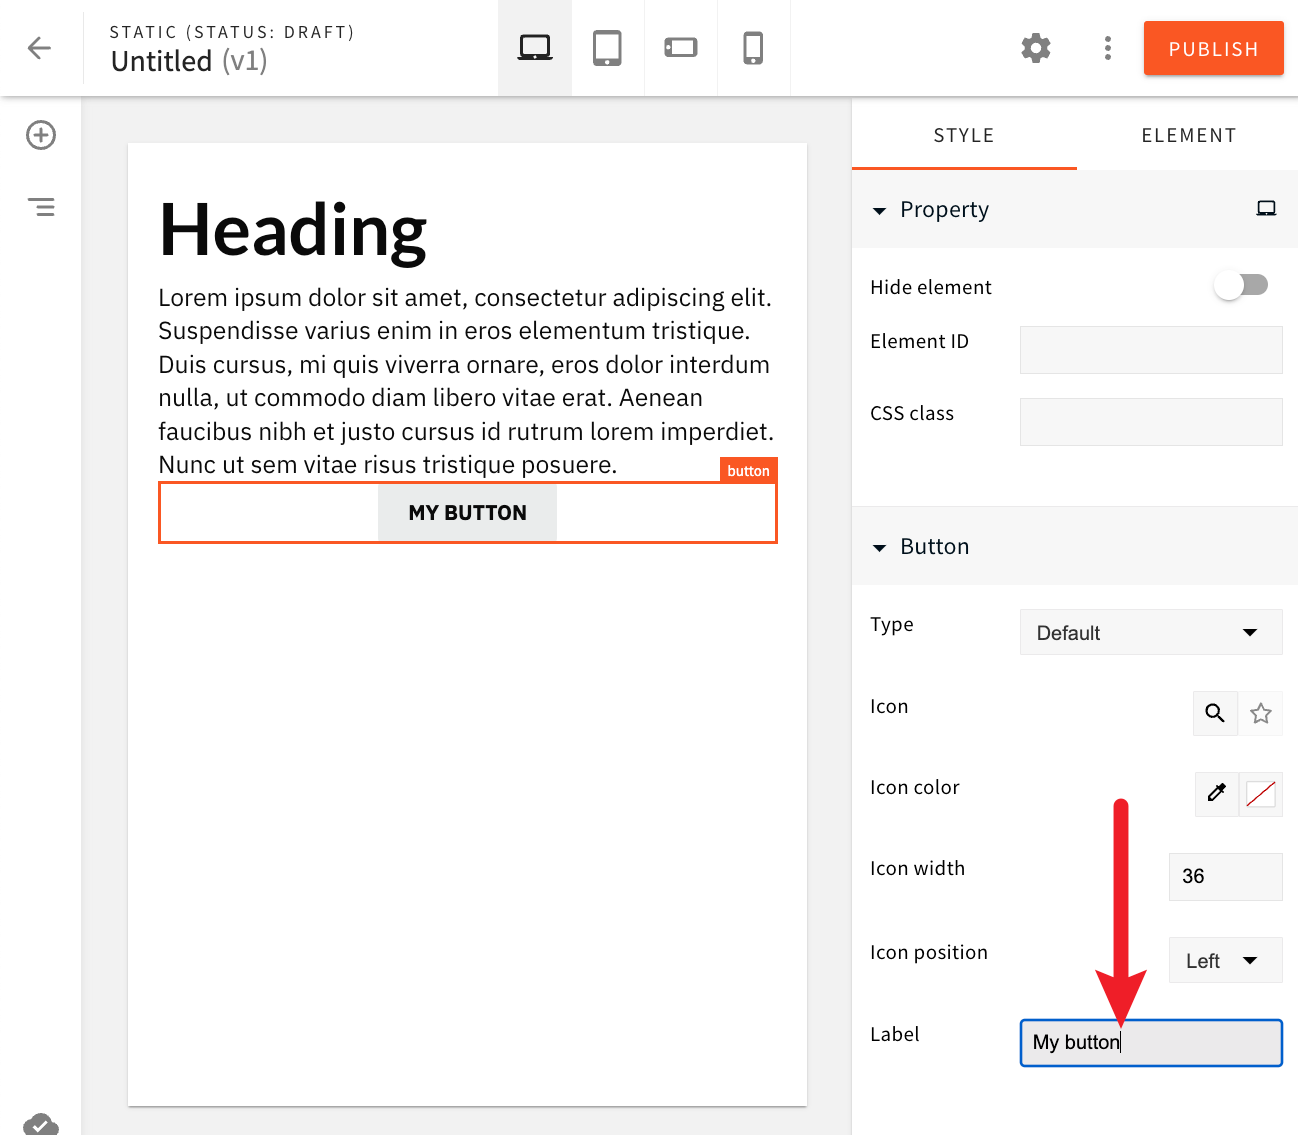 STATIC (STATUS: DRAFT)
Untitled (v1)
PUBLISH
STYLE
ELEMENT
Property
Hide element
Element ID
CSS class
Button
Type
Default
Icon
Icon color
Icon width
36
Icon position
Left
Label
My button
Heading
Lorem ipsum dolor sit amet, consectetur adipiscing elit.
Suspendisse varius enim in eros elementum tristique.
Duis cursus, mi quis viverra ornare, eros dolor interdum
nulla, ut commodo diam libero vitae erat. Aenean
faucibus nibh et justo cursus id rutrum lorem imperdiet.
Nunc ut sem vitae risus tristique posuere.
button
MY BUTTON